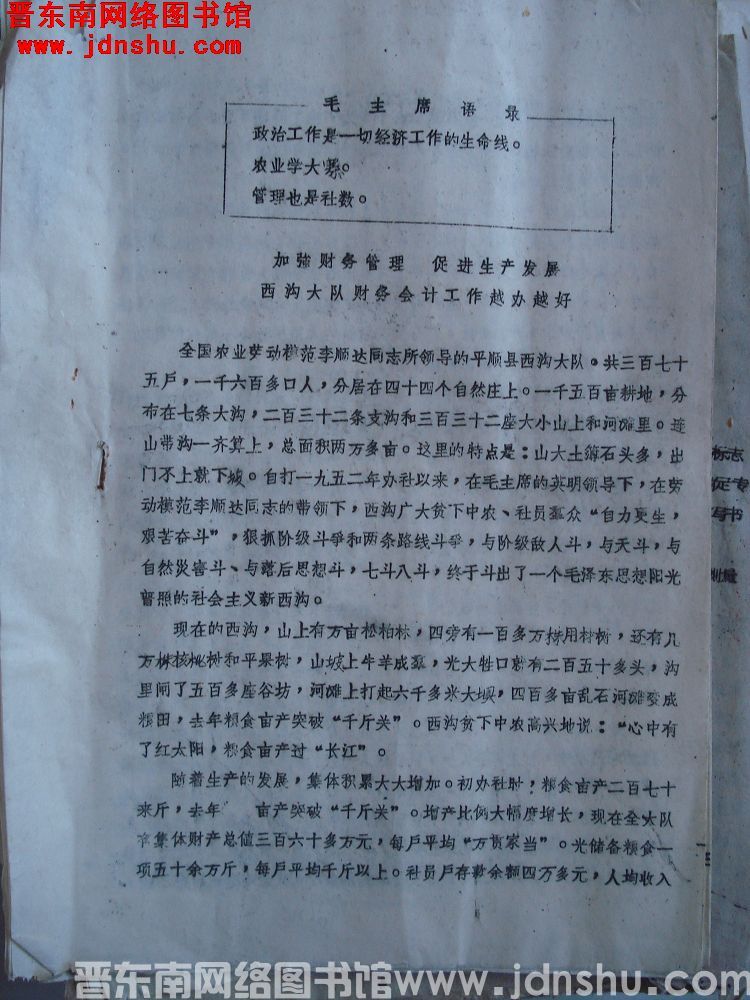 晋东南网络图书馆
www.jdnshu.com
毛主席语录
政治工作是一切经济工作的生命线。
农业学大寨。
管理也是社教。
加強财务管理 促进生产发展
西沟大队财务会计工作越办越好
全国农业劳动模范李顺达同志所领导的平顺县西沟大队。共三百七十
五戶，一千六百多口人，分居在四十四个自然庄上。一千五百亩耕地，分
布在七条大沟，二百三十二条支沟和三百三十二座大小山上和河滩里。连
山带沟一齐算上，总面积两万多亩。这里的特点是：山大土薄石头多，出
门不上就下坡。自打一九五二年办社以来，在毛主席的英明领导下，在劳
动模范李顺达同志的带领下，西沟广大贫下中农、社员羣众“自力更生，
艰苦奋斗”，狠抓阶级斗爭和两条路线斗爭，与阶级敌人斗，与天斗，与
自然災害斗、与落后思想斗，七斗八斗，终于斗出了一个毛泽东思想阳光
普照的社会主义新西沟。
现在的西沟，山上有万亩松柏林，四旁有一百多万株用材树，还有几
万株核桃树和平果树，山坡上牛羊成羣，光大牲口就有二百五十多头，沟
里闸了五百多座谷坊，河滩上打起六千多米大坝，四百多亩乱石河滩变成
粮田，去年粮食亩产突破“千斤关”。西沟贫下中农高兴地说：“心中有
了红太阳，粮食亩产过“长江”。
随着生产的发展，集体积累大大增加。初办社时，粮食亩产二百七十
来斤，去年 亩产突破“千斤关”。增产比例大幅度增长，现在全大队
集体财产总值三百六十多万元，每戶平均“万貫家当”。光储备粮食一
项五十余万斤，每戶平均千斤以上。社员戶存款余额四万多元，人均收入
标志
促专
写书
批量
晋东南网络图书馆 www.jdnshu.com